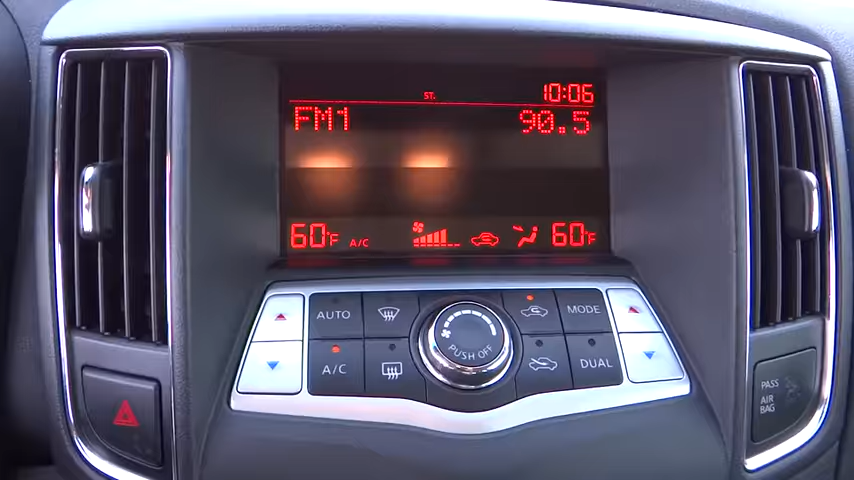 ST.
10:06
FM1
90.5
60°F
A/C
60°F
AUTO
MODE
PUSH OFF
A/C
DUAL
PASS
AIR
BAG